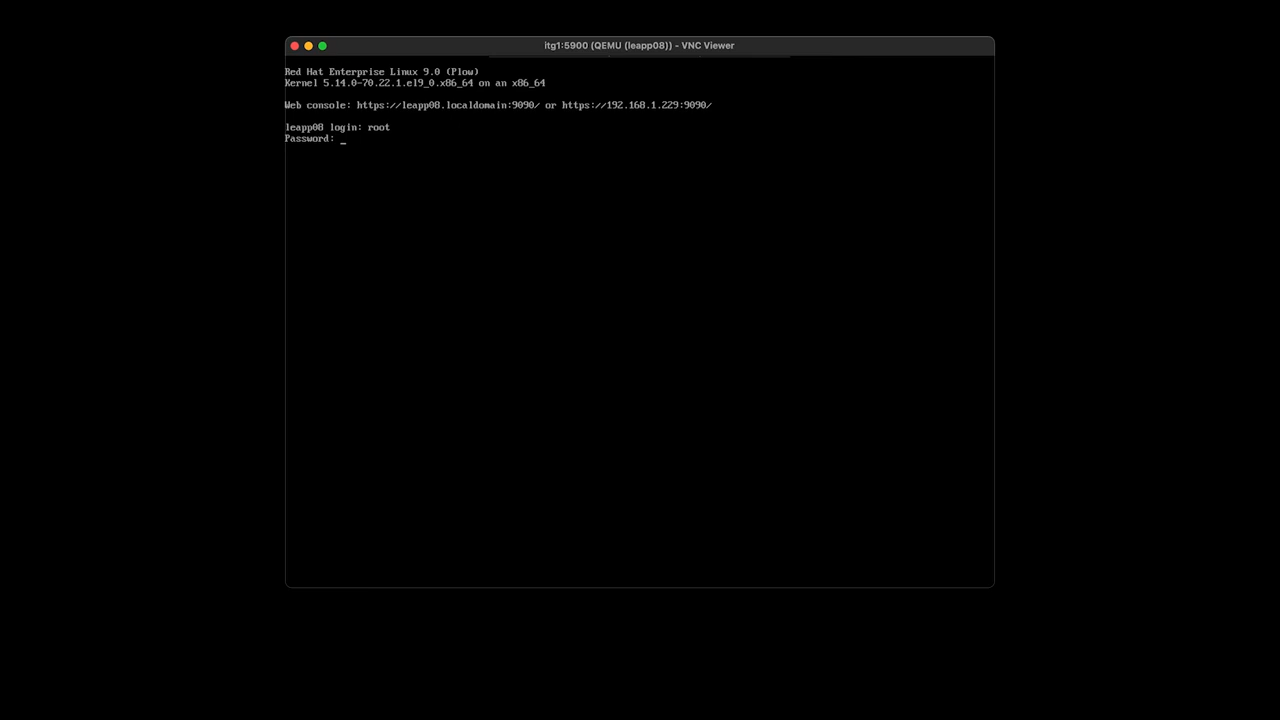 itg1:5900 (QEMU (leapp08)) - VNC Viewer
Red Hat Enterprise Linux 9.0 (Plow)
Kernel 5.14.0-70.22.1.el9_0.x86_64 on an x86_64
Web console: https://leapp08.localdomain:9090/ or https://192.168.1.229:9090/
leapp08 login: root
Password: _